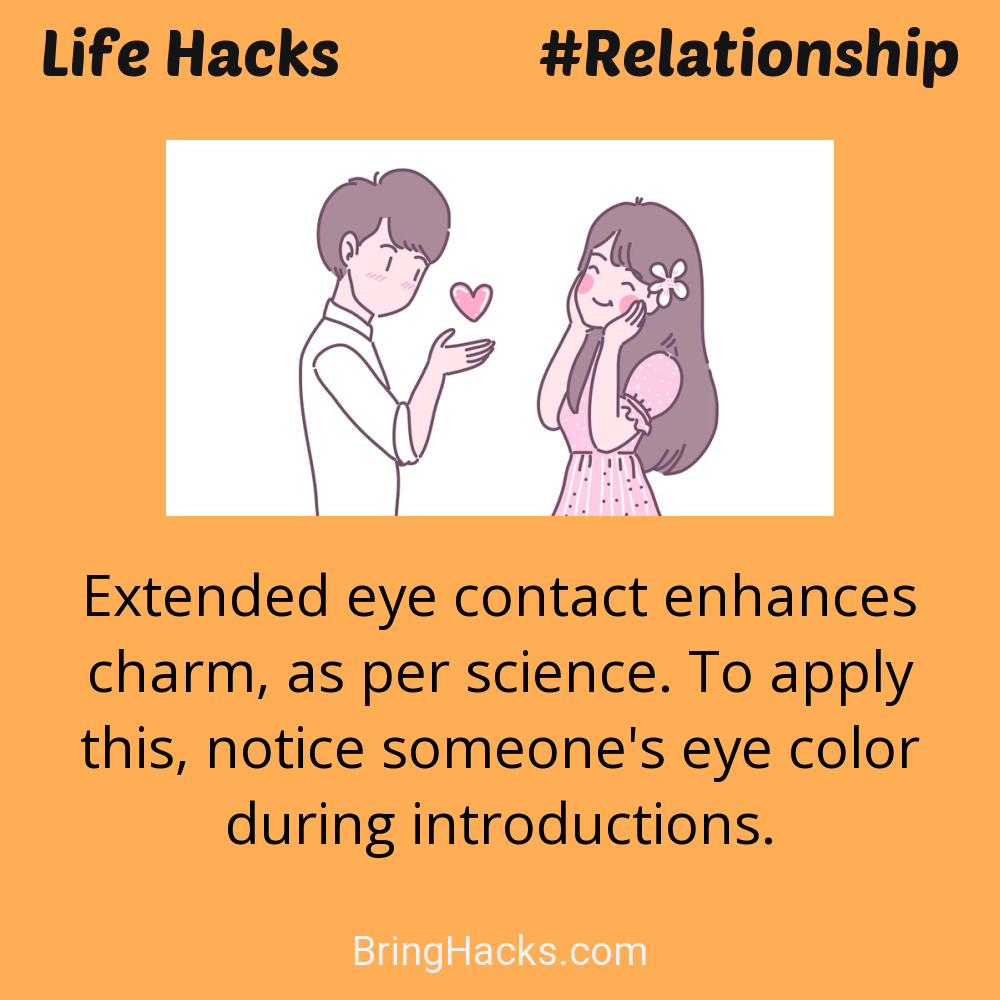 Life Hacks
#Relationship
Extended eye contact enhances
charm, as per science. To apply
this, notice someone's eye color
during introductions.
BringHacks.com